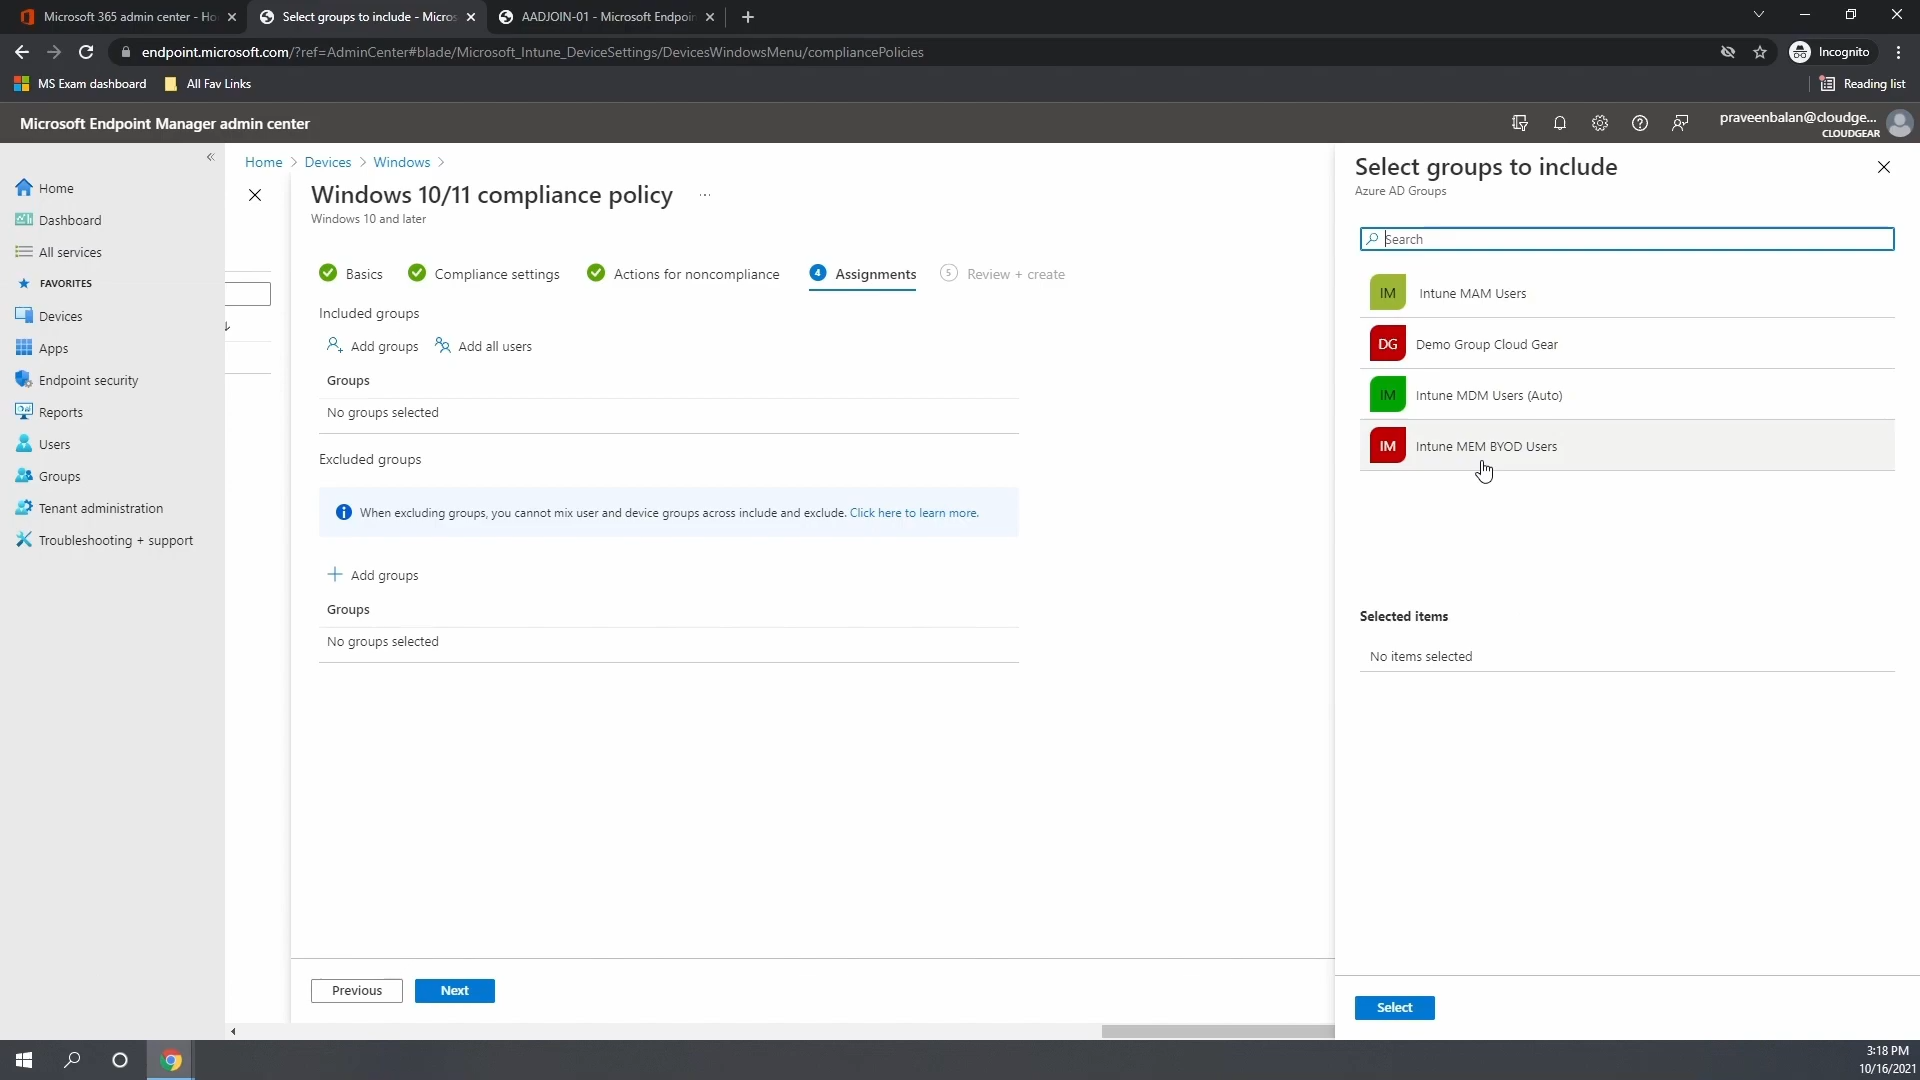 Microsoft 365 admin center - Ho
Select groups to include - Micros
AADJOIN-01 - Microsoft Endpoin
endpoint.microsoft.com/?ref=AdminCenter#blade/Microsoft_Intune_DeviceSettings/DevicesWindowsMenu/compliancePolicies
Incognito
MS Exam dashboard
All Fav Links
Reading list
Microsoft Endpoint Manager admin center
praveenbalan@cloudge...
CLOUDGEAR
Home
Dashboard
All services
FAVORITES
Devices
Apps
Endpoint security
Reports
Users
Groups
Tenant administration
Troubleshooting + support
Home > Devices > Windows >
Windows 10/11 compliance policy ...
Windows 10 and later
Basics
Compliance settings
Actions for noncompliance
4 Assignments
5 Review + create
Included groups
Add groups
Add all users
Groups
No groups selected
Excluded groups
When excluding groups, you cannot mix user and device groups across include and exclude. Click here to learn more.
Add groups
Groups
No groups selected
Previous
Next
Select groups to include
Azure AD Groups
Search
IM Intune MAM Users
DG Demo Group Cloud Gear
IM Intune MDM Users (Auto)
IM Intune MEM BYOD Users
Selected items
No items selected
Select
3:18 PM
10/16/2021